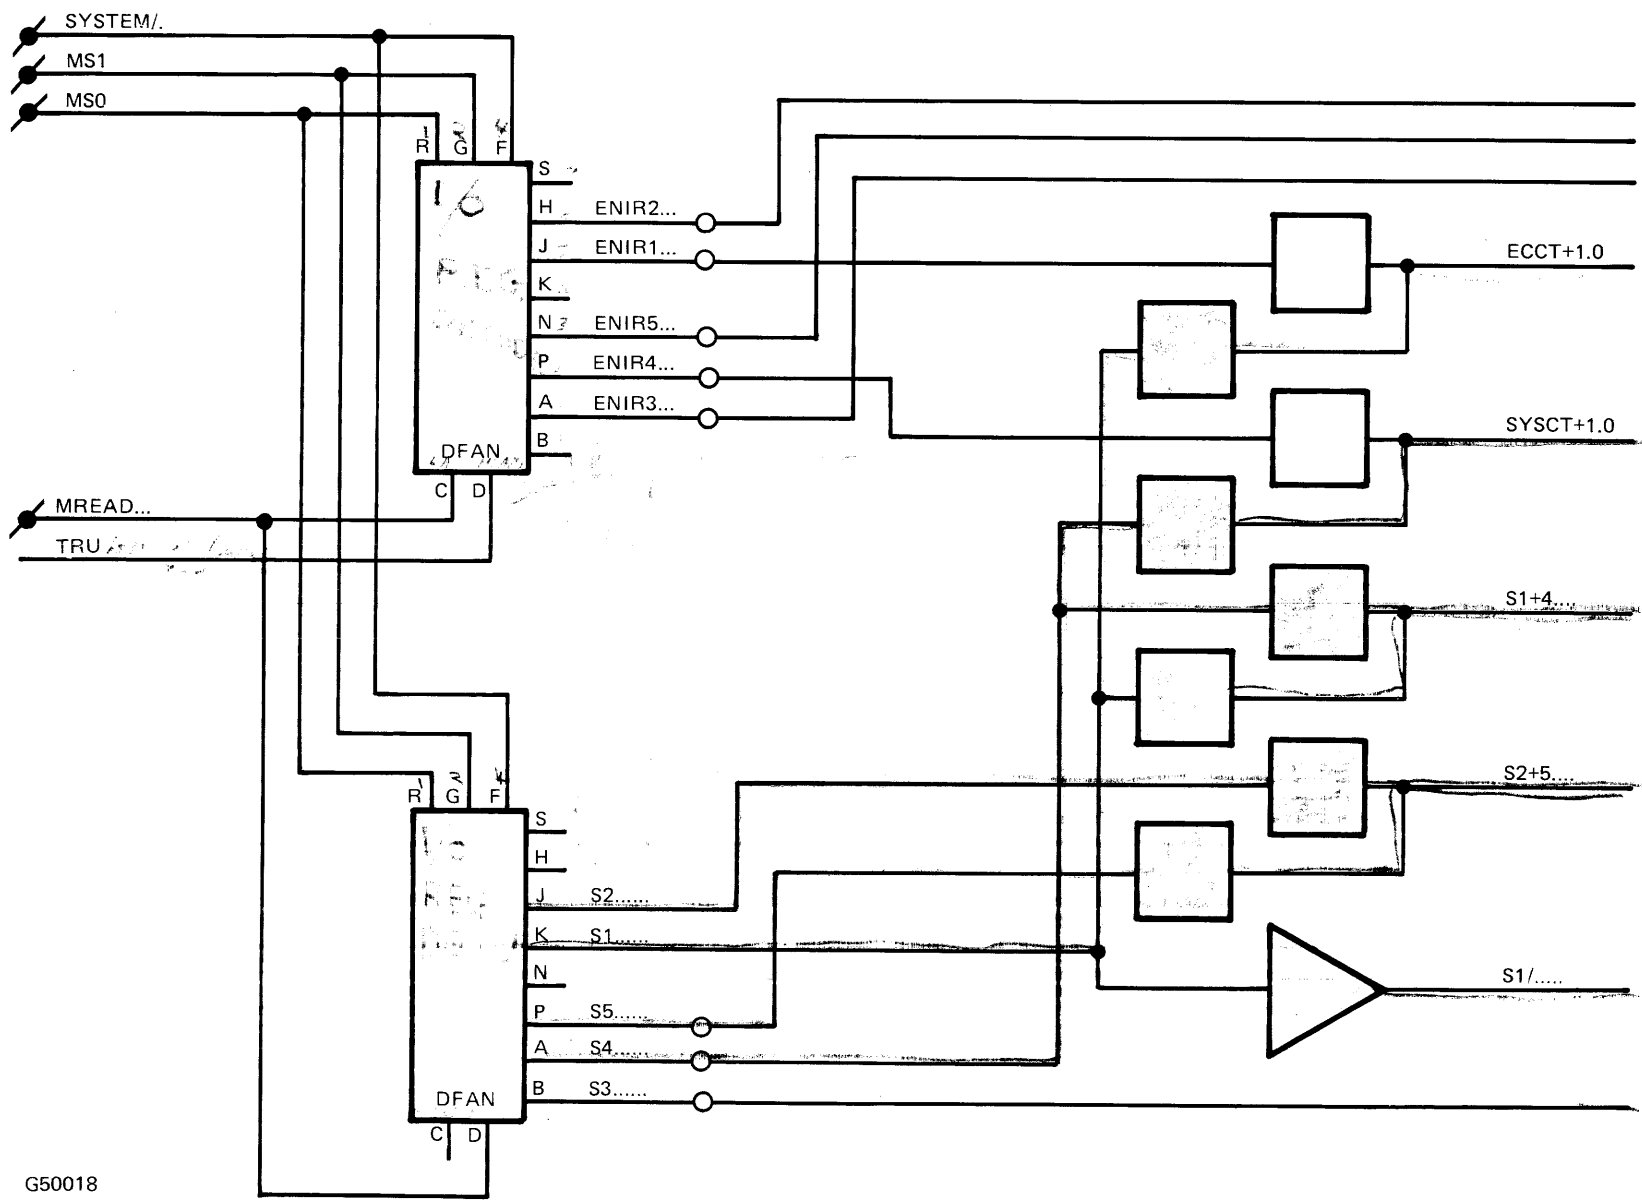 SYSTEM/.
MS1
MS0
R G F
S
H ENIR2...
J ENIR1...
K
N ENIR5...
P ENIR4...
A ENIR3...
B
DFAN
C D
ECCT+1.0
SYSCT+1.0
MREAD...
TRU
S1+4....
S2+5....
R G F
S
H
J S2......
K S1......
N
P S5......
A S4......
B S3......
DFAN
C D
S1/.....
G50018